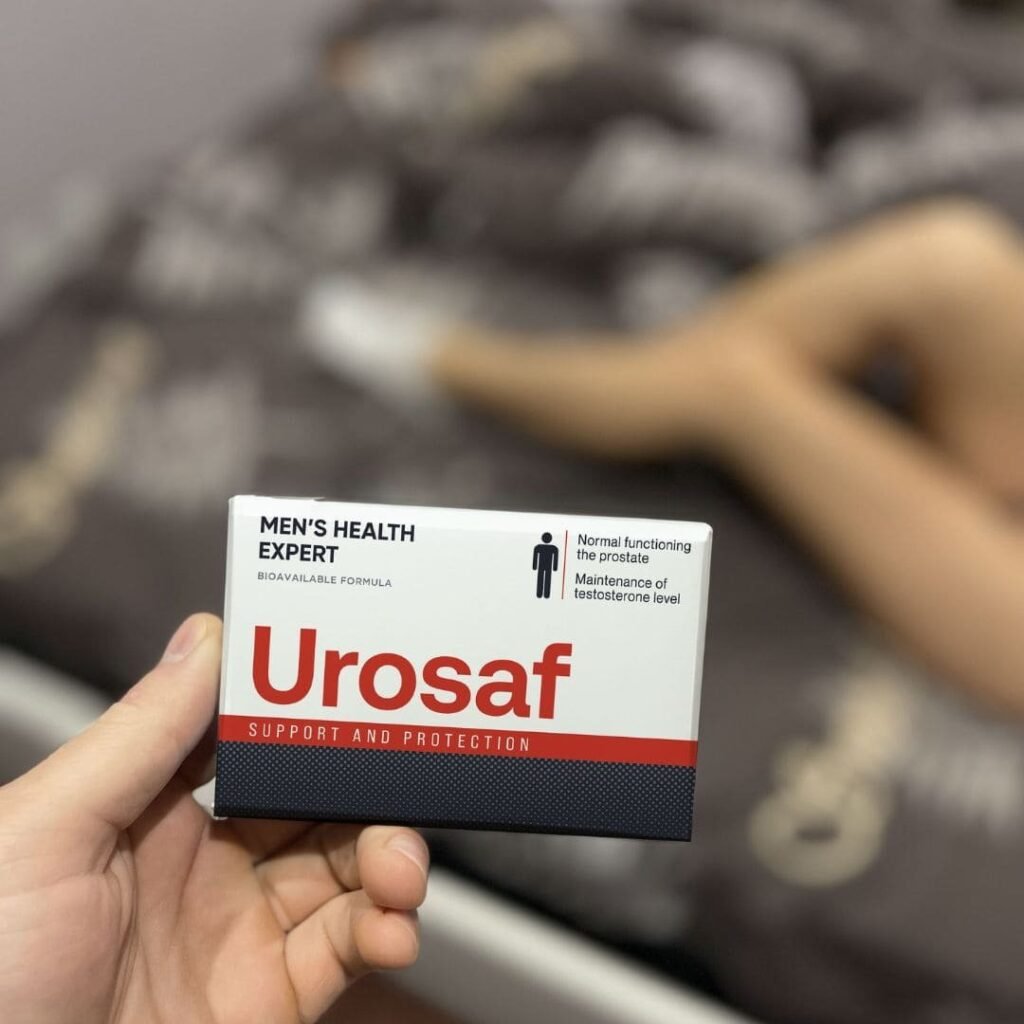 MEN'S HEALTH
EXPERT
BIOAVAILABLE FORMULA
Normal functioning
the prostate
Maintenance of
testosterone level
Urosaf
SUPPORT AND PROTECTION